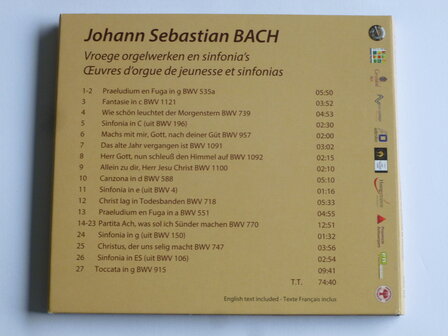 Johann Sebastian BACH
Vroege orgelwerken en sinfonia's
Œuvres d'orgue de jeunesse et sinfonias
1-2 Praeludium en Fuga in g BWV 535a 05:50
3 Fantasie in c BWV 1121 03:52
4 Wie schön leuchtet der Morgenstern BWV 739 04:53
5 Sinfonia in C (uit BWV 196) 02:30
6 Machs mit mir, Gott, nach deiner Güt BWV 957 02:00
7 Das alte Jahr vergangen ist BWV 1091 03:02
8 Herr Gott, nun schleuß den Himmel auf BWV 1092 02:15
9 Allein zu dir, Herr Jesu Christ BWV 1100 02:10
10 Canzona in d BWV 588 05:10
11 Sinfonia in e (uit BWV 4) 01:16
12 Christ lag in Todesbanden BWV 718 05:33
13 Praeludium en Fuga in a BWV 551 04:55
14-23 Partita Ach, was sol ich Sünder machen BWV 770 12:51
24 Sinfonia in g (uit BWV 150) 01:32
25 Christus, der uns selig macht BWV 747 03:56
26 Sinfonia in ES (uit BWV 106) 02:54
27 Toccata in g BWV 915 09:41
T.T. 74:40
English text included - Texte Français inclus